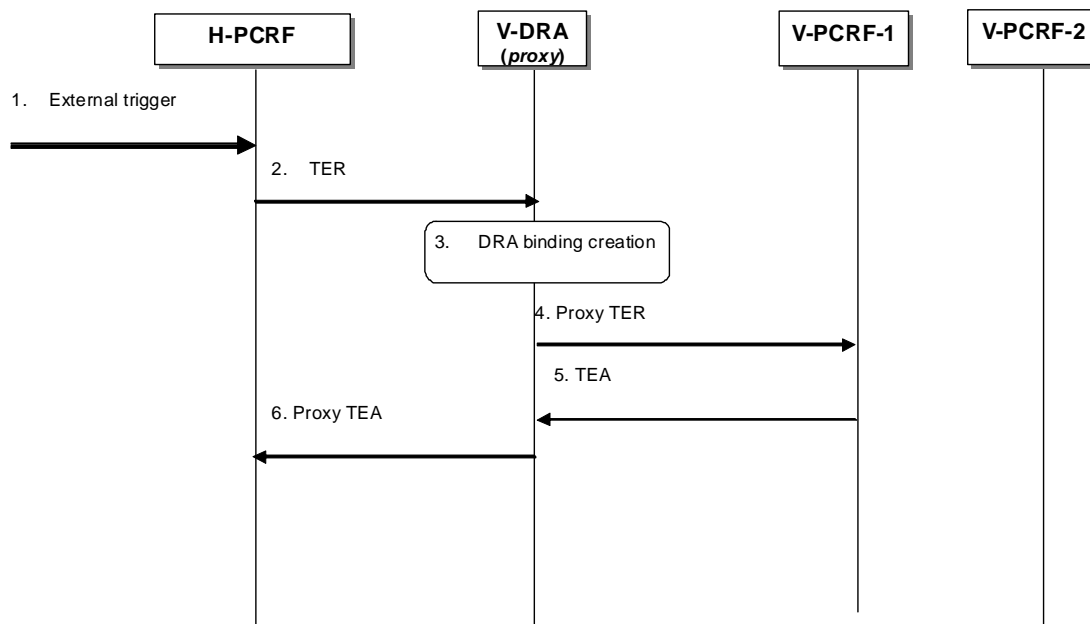 H-PCRF
V-DRA
(proxy)
V-PCRF-1
V-PCRF-2
1. External trigger
2. TER
3. DRA binding creation
4. Proxy TER
5. TEA
6. Proxy TEA